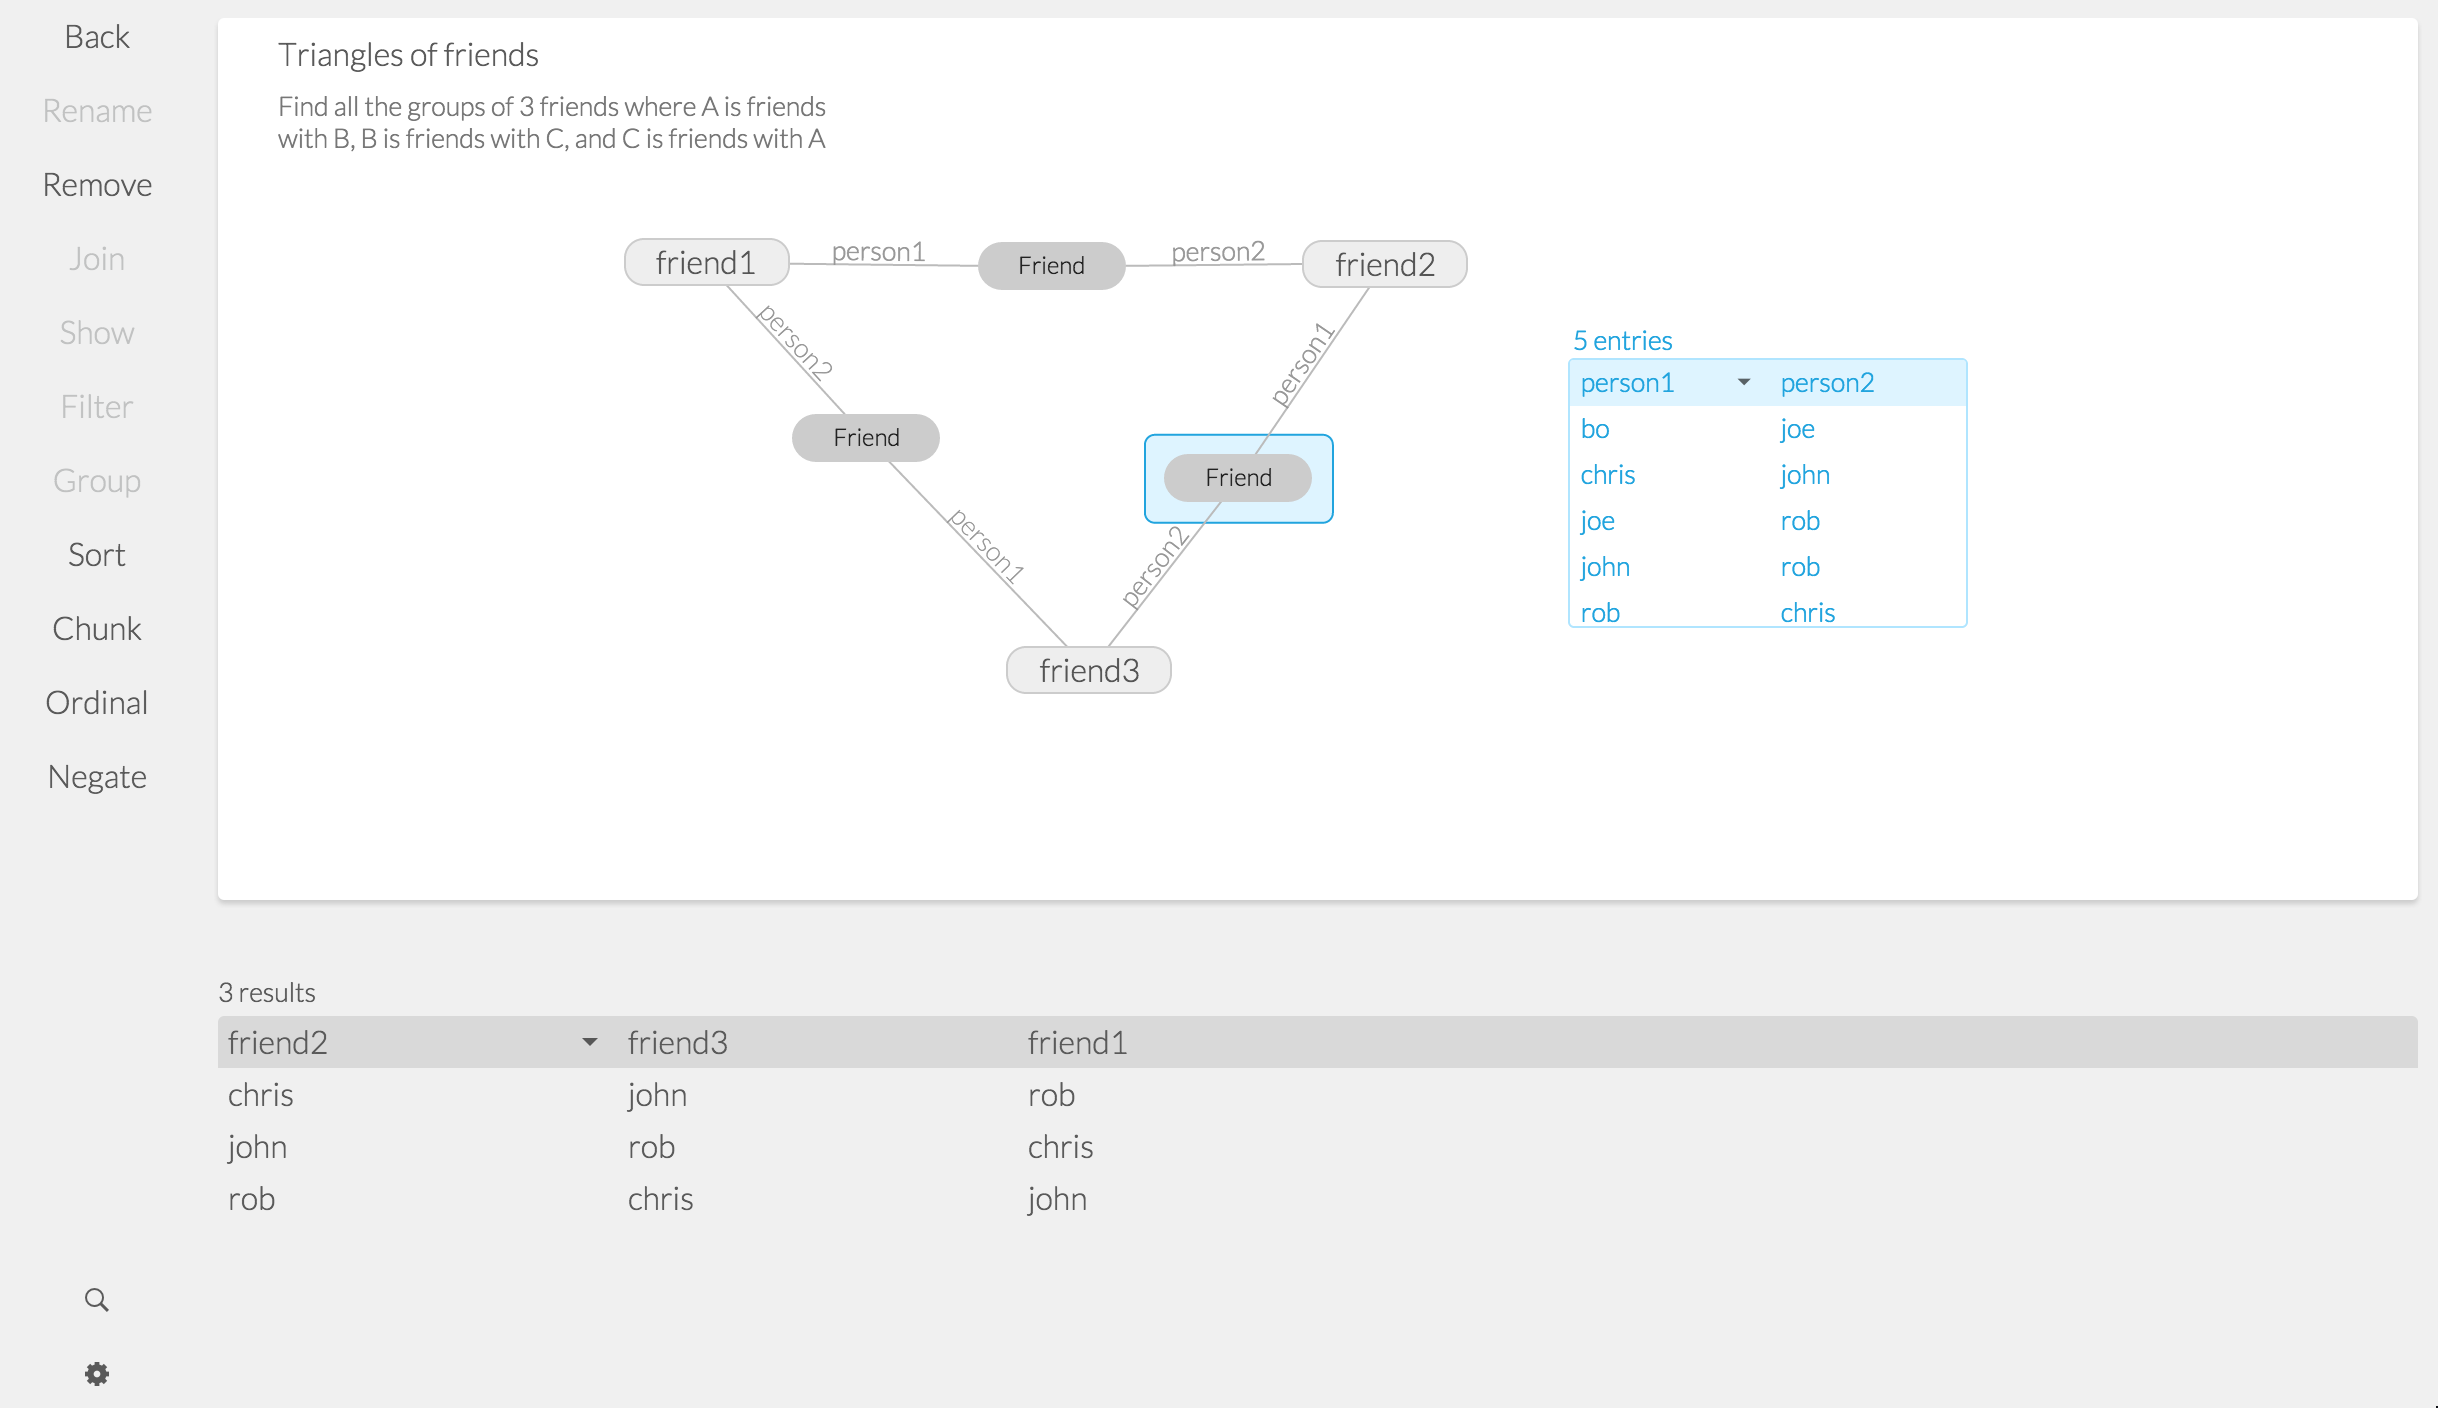 Back
Rename
Remove
Join
Show
Filter
Group
Sort
Chunk
Ordinal
Negate
Triangles of friends
Find all the groups of 3 friends where A is friends
with B, B is friends with C, and C is friends with A
friend1
person1
Friend
person2
friend2
person2
person1
Friend
Friend
person1
person2
friend3
5 entries
person1 person2
bo joe
chris john
joe rob
john rob
rob chris
3 results
friend2 friend3 friend1
chris john rob
john rob chris
rob chris john